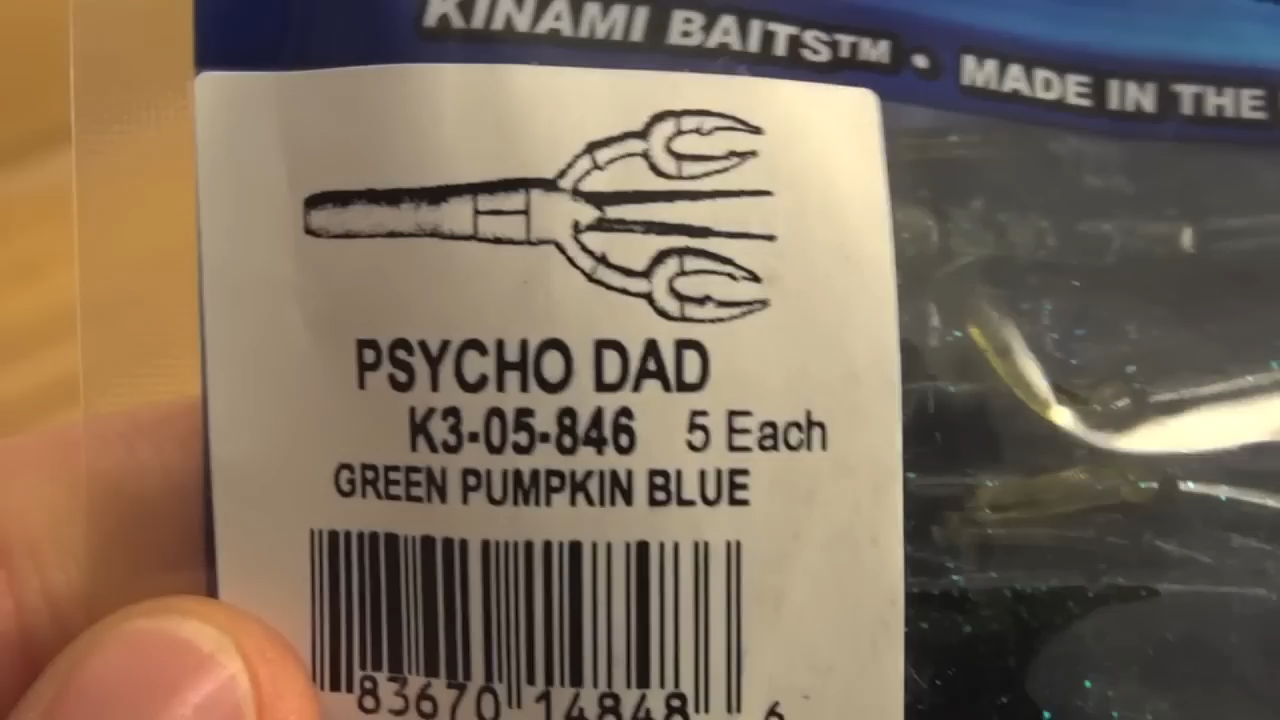 KINAMI BAITS™ • MADE IN THE
PSYCHO DAD
K3-05-846 5 Each
GREEN PUMPKIN BLUE
83670 14848 6